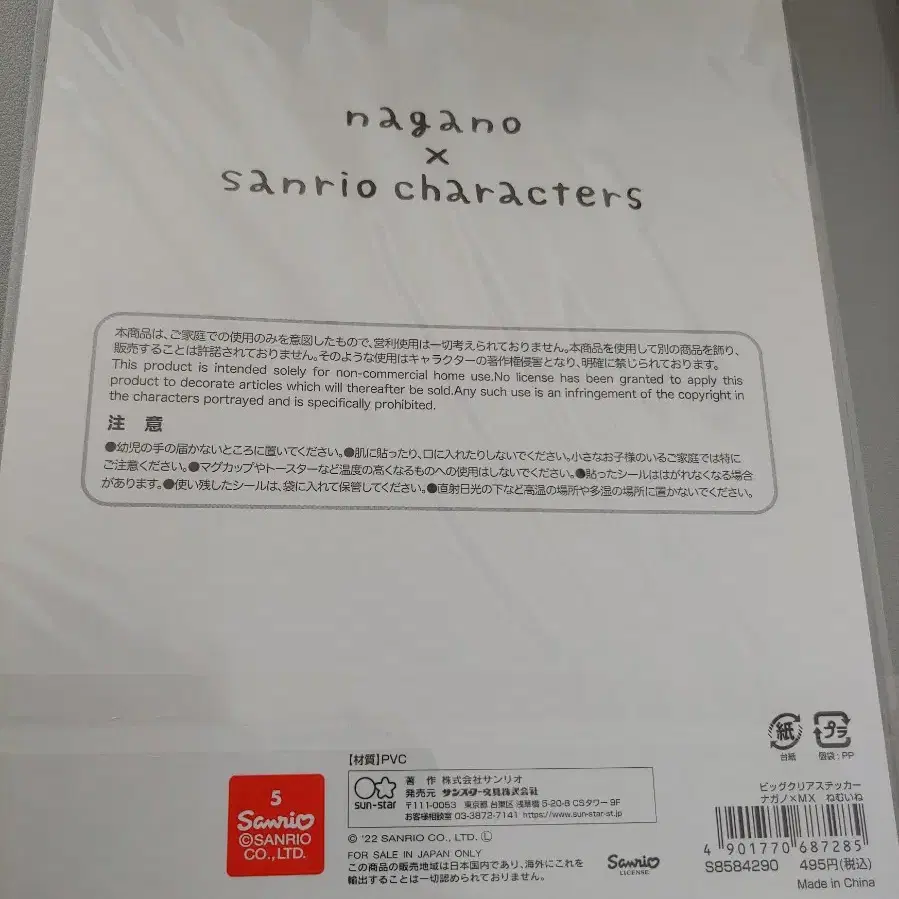 nagano
×
sanrio characters
本商品は、ご家庭での使用のみを意図したもので、営利使用は一切考えられておりません。本商品を使用して別の商品を飾り、
販売することは許諾されておりません。そのような使用はキャラクターの著作権侵害となり、明確に禁じられております。
This product is intended solely for non-commercial home use.No license has been granted to apply this
product to decorate articles which will thereafter be sold.Any such use is an infringement of the copyright in
the characters portrayed and is specifically prohibited.
注 意
●幼児の手の届かないところに置いてください。●肌に貼ったり、口に入れたりしないでください。小さなお子様のいるご家庭では特に
ご注意ください。●マグカップやトースターなど温度の高くなるものへの使用はしないでください。●貼ったシールははがれなくなる場合
があります。●使い残したシールは、袋に入れて保管してください。●直射日光の下など高温の場所や多湿の場所に置かないでください。
紙
台紙
プラ
個袋:PP
【材質】PVC
sun-star
著 作 株式会社サンリオ
発売元 サンスター文具株式会社
〒111-0053 東京都 台東区 浅草橋 5-20-8 CSタワー 9F
お客様相談室 03-3872-7141 https://www.sun-star-st.jp
© '22 SANRIO CO., LTD. Ⓛ
FOR SALE IN JAPAN ONLY
この商品の販売地域は日本国内であり、海外にこれを
輸出することは一切認められておりません。
5
Sanrio
©SANRIO
CO.,LTD.
Sanrio
LICENSE
ビッグクリアステッカー
ナガノ×MX ねむいね
4 901770 687285
S8584290 495円(税込)
Made in China